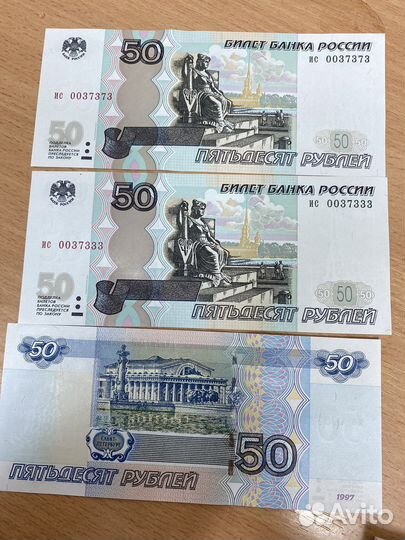 50
БИЛЕТ БАНКА РОССИИ
ис 0037373
ис 0037373
50
ПОДДЕЛКА
БИЛЕТОВ
БАНКА РОССИИ
ПРЕСЛЕДУЕТСЯ
ПО ЗАКОНУ
50 50 50
ПЯТЬДЕСЯТ РУБЛЕЙ
50
БИЛЕТ БАНКА РОССИИ
ис 0037333
ис 0037333
50
ПОДДЕЛКА
БИЛЕТОВ
БАНКА РОССИИ
ПРЕСЛЕДУЕТСЯ
ПО ЗАКОНУ
50 50 50
ПЯТЬДЕСЯТ РУБЛЕЙ
50
50
САНКТ-
ПЕТЕРБУРГ
50
ПЯТЬДЕСЯТ РУБЛЕЙ
1997
Avito